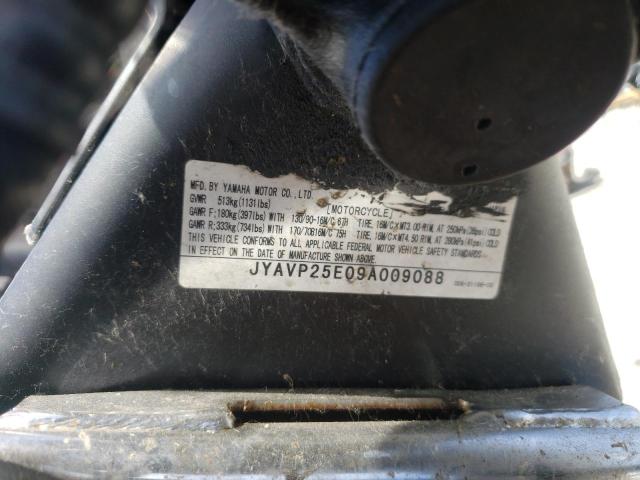 MFD. BY YAMAHA MOTOR CO., LTD
GVWR 513kg(1131lbs) [MOTORCYCLE]
GAWR F; 180kg(397lbs) WITH 130/90-16M/C 67H TIRE, 16M/C×MT3.00 RIM, AT 250kPa(36psi)COLD
GAWR R; 333kg(734lbs) WITH 170/70B16M/C 75H TIRE, 16M/C×MT4.50 RIM, AT 280kPa(41psi)COLD
THIS VEHICLE CONFORMS TO ALL APPLICABLE FEDERAL MOTOR VEHICLE SAFETY STANDARDS
IN EFFECT ON THE DATE OF MANUFACTURE SHOWN ABOVE.
JYAVP25E09A009088